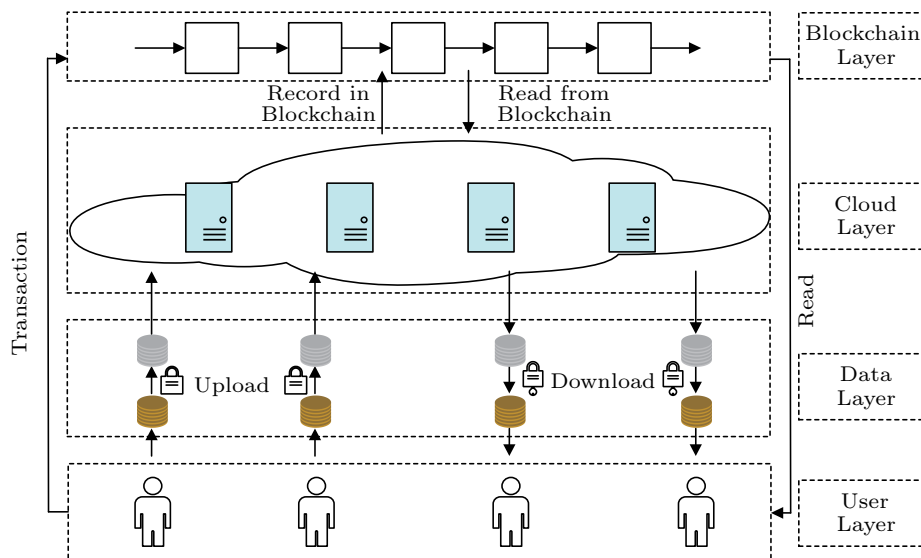 Blockchain
Layer
Record in
Blockchain
Read from
Blockchain
Cloud
Layer
Transaction
Read
Upload
Download
Data
Layer
User
Layer